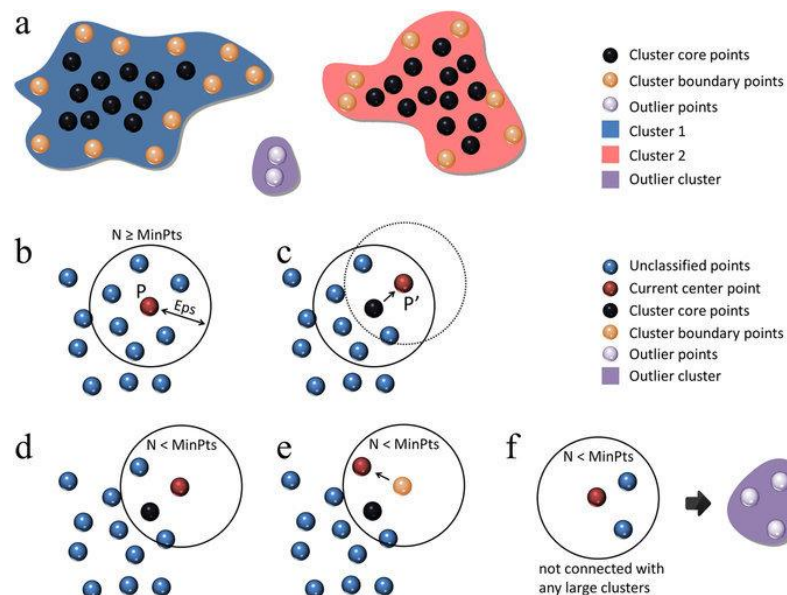 a
Cluster core points
Cluster boundary points
Outlier points
Cluster 1
Cluster 2
Outlier cluster
b
N ≥ MinPts
P
Eps
c
P'
Unclassified points
Current center point
Cluster core points
Cluster boundary points
Outlier points
Outlier cluster
d
N < MinPts
e
N < MinPts
f
N < MinPts
not connected with
any large clusters